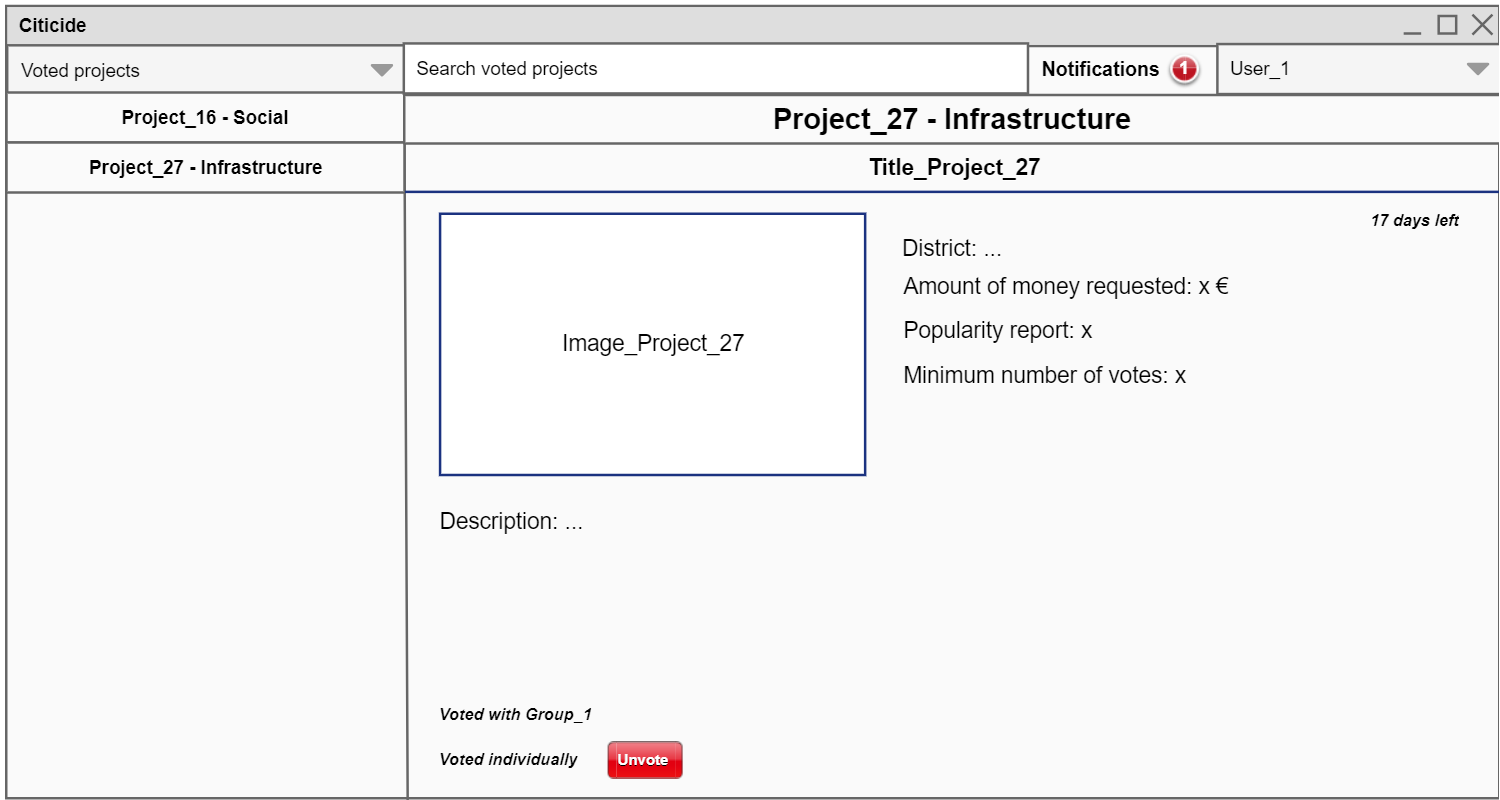 Citicide
Voted projects
Search voted projects
Notifications 1
User_1
Project_16 - Social
Project_27 - Infrastructure
Project_27 - Infrastructure
Title_Project_27
17 days left
Image_Project_27
District: ...
Amount of money requested: x €
Popularity report: x
Minimum number of votes: x
Description: ...
Voted with Group_1
Voted individually
Unvote